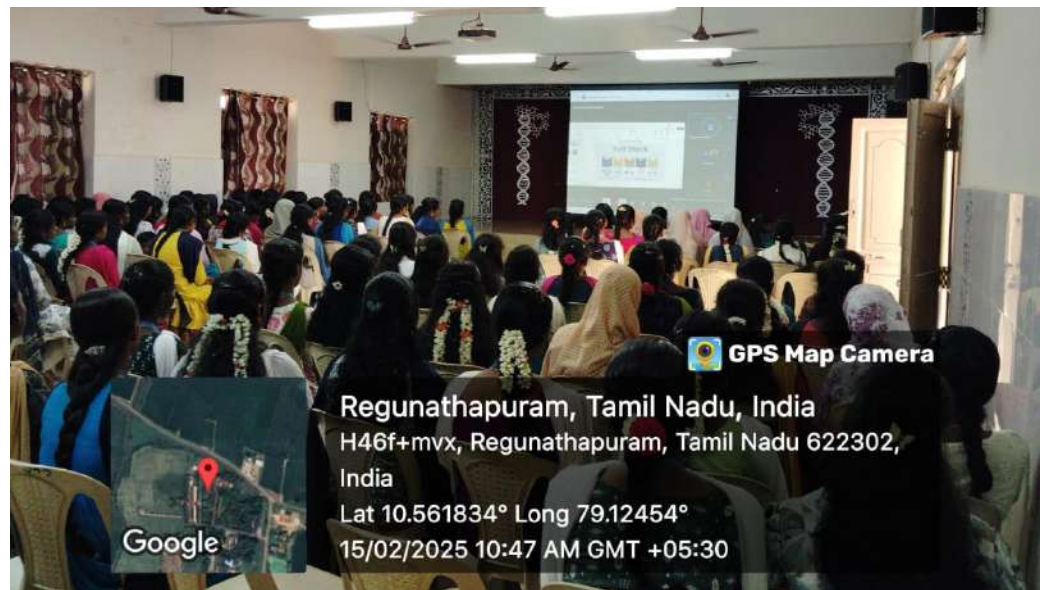 GPS Map Camera
Regunathapuram, Tamil Nadu, India
H46f+mvx, Regunathapuram, Tamil Nadu 622302,
India
Lat 10.561834° Long 79.12454°
15/02/2025 10:47 AM GMT +05:30
Google